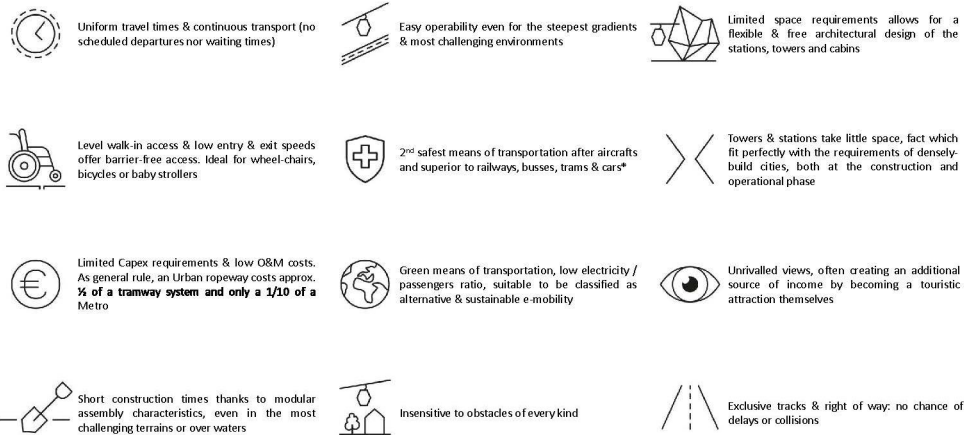 Uniform travel times & continuous transport (no
scheduled departures nor waiting times)
Easy operability even for the steepest gradients
& most challenging environments
Limited space requirements allows for a
flexible & free architectural design of the
stations, towers and cabins
Level walk-in access & low entry & exit speeds
offer barrier-free access. Ideal for wheel-chairs,
bicycles or baby strollers
2nd safest means of transportation after aircrafts
and superior to railways, busses, trams & cars*
Towers & stations take little space, fact which
fit perfectly with the requirements of densely-
build cities, both at the construction and
operational phase
Limited Capex requirements & low O&M costs.
As general rule, an Urban ropeway costs approx.
½ of a tramway system and only a 1/10 of a
Metro
Green means of transportation, low electricity /
passengers ratio, suitable to be classified as
alternative & sustainable e-mobility
Unrivalled views, often creating an additional
source of income by becoming a touristic
attraction themselves
Short construction times thanks to modular
assembly characteristics, even in the most
challenging terrains or over waters
Insensitive to obstacles of every kind
Exclusive tracks & right of way: no chance of
delays or collisions